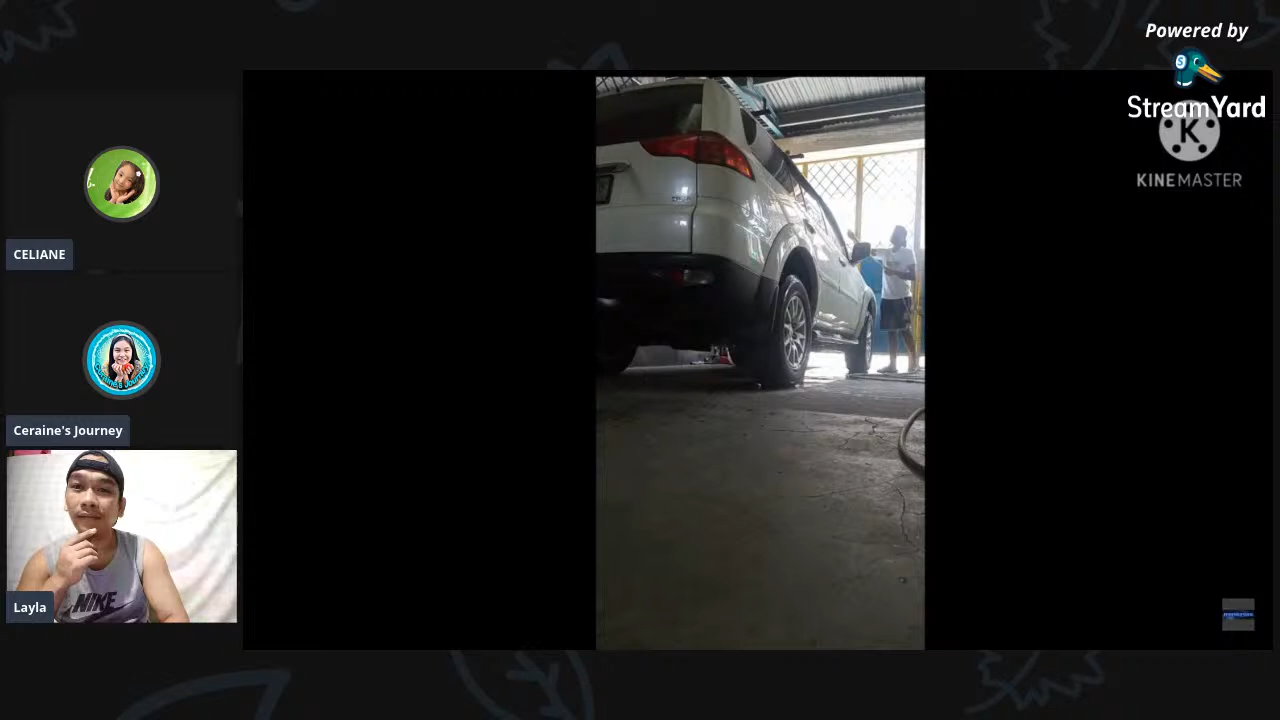 Powered by
StreamYard
K
KINEMASTER
CELIANE
Ceraine's Journey
Layla
NIKE